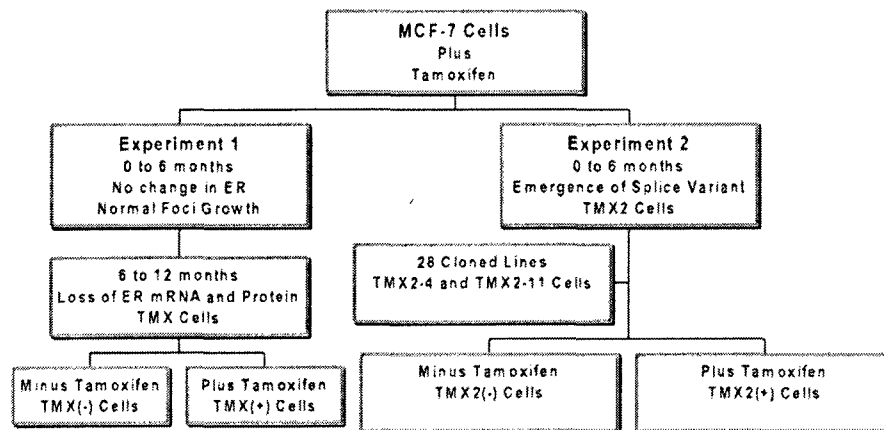 MCF-7 Cells
Plus
Tamoxifen
Experiment 1
0 to 6 months
No change in ER
Normal Foci Growth
Experiment 2
0 to 6 months
Emergence of Splice Variant
TMX2 Cells
6 to 12 months
Loss of ER mRNA and Protein
TMX Cells
28 Cloned Lines
TMX2-4 and TMX2-11 Cells
Minus Tamoxifen
TMX(-) Cells
Plus Tamoxifen
TMX(+) Cells
Minus Tamoxifen
TMX2(-) Cells
Plus Tamoxifen
TMX2(+) Cells